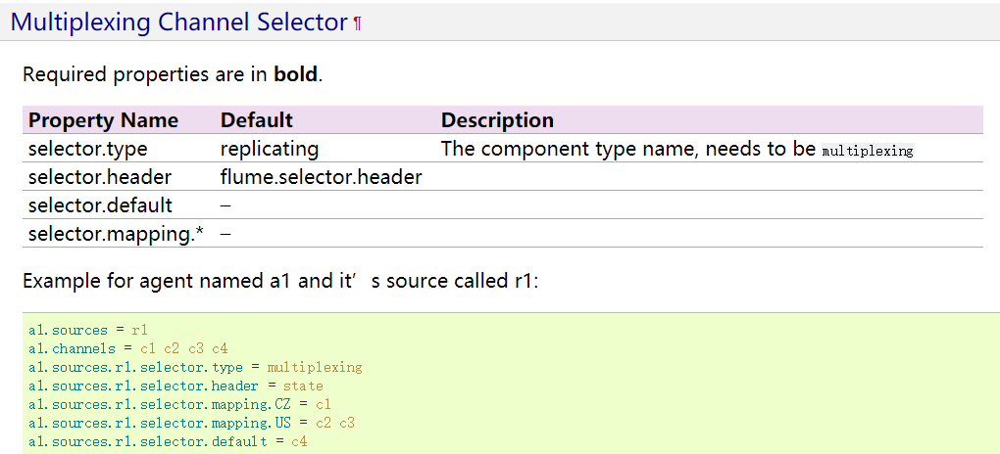 Multiplexing Channel Selector¶
Required properties are in bold.
Property Name Default Description
selector.type replicating The component type name, needs to be multiplexing
selector.header flume.selector.header
selector.default –
selector.mapping.* –
Example for agent named a1 and it’s source called r1:
a1.sources = r1
a1.channels = c1 c2 c3 c4
a1.sources.r1.selector.type = multiplexing
a1.sources.r1.selector.header = state
a1.sources.r1.selector.mapping.CZ = c1
a1.sources.r1.selector.mapping.US = c2 c3
a1.sources.r1.selector.default = c4